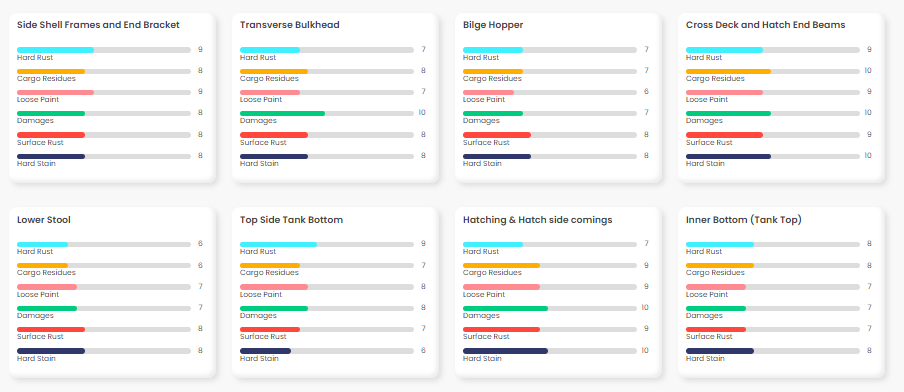 Side Shell Frames and End Bracket
9
Hard Rust
8
Cargo Residues
9
Loose Paint
8
Damages
8
Surface Rust
8
Hard Stain
Transverse Bulkhead
7
Hard Rust
8
Cargo Residues
7
Loose Paint
10
Damages
8
Surface Rust
8
Hard Stain
Bilge Hopper
7
Hard Rust
7
Cargo Residues
6
Loose Paint
7
Damages
8
Surface Rust
8
Hard Stain
Cross Deck and Hatch End Beams
9
Hard Rust
10
Cargo Residues
9
Loose Paint
10
Damages
9
Surface Rust
10
Hard Stain
Lower Stool
6
Hard Rust
6
Cargo Residues
7
Loose Paint
7
Damages
8
Surface Rust
8
Hard Stain
Top Side Tank Bottom
9
Hard Rust
7
Cargo Residues
8
Loose Paint
8
Damages
7
Surface Rust
6
Hard Stain
Hatching & Hatch side comings
7
Hard Rust
9
Cargo Residues
9
Loose Paint
10
Damages
9
Surface Rust
10
Hard Stain
Inner Bottom (Tank Top)
8
Hard Rust
8
Cargo Residues
7
Loose Paint
7
Damages
7
Surface Rust
8
Hard Stain